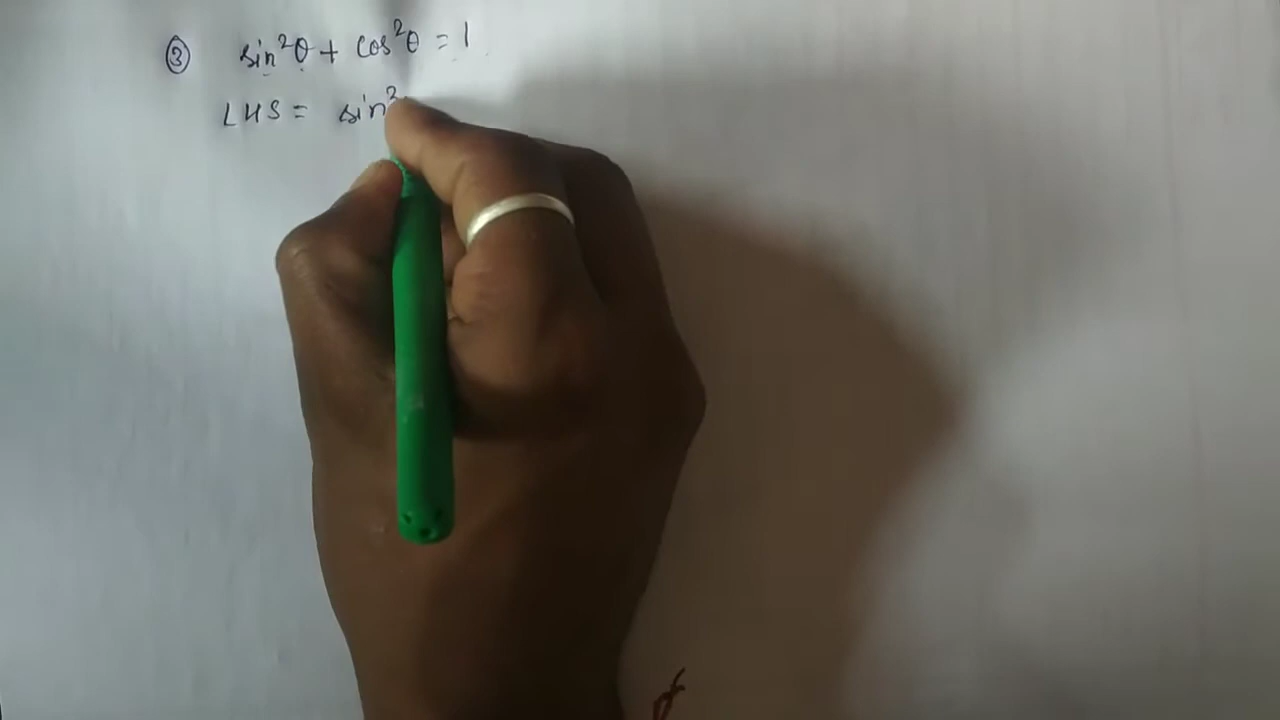 ③ sin²θ + cos²θ = 1
LHS = sin²